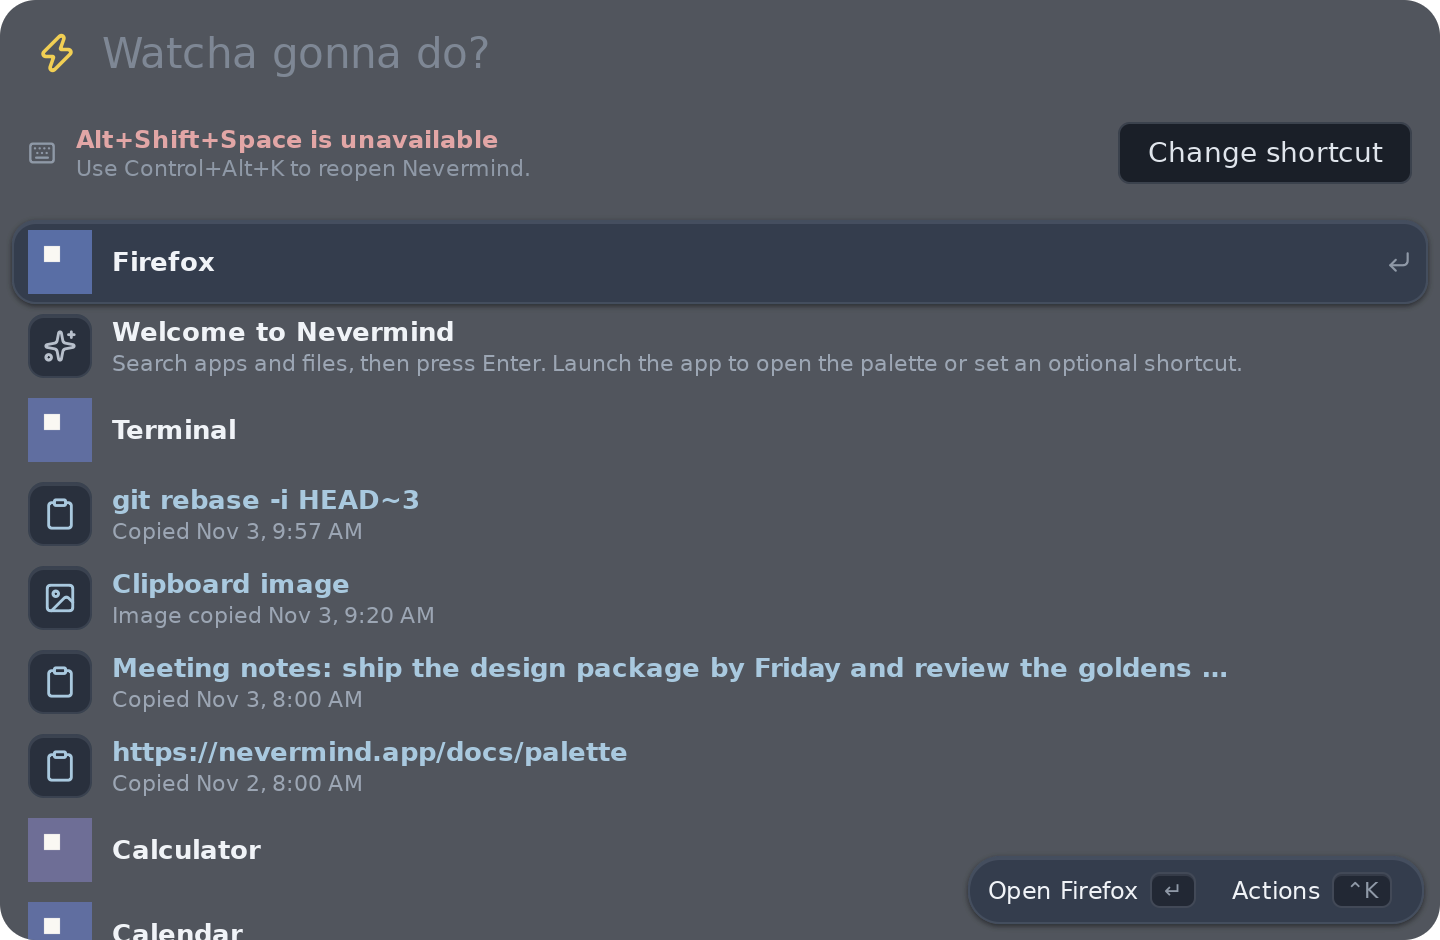 Watcha gonna do?
Alt+Shift+Space is unavailable
Use Control+Alt+K to reopen Nevermind.
Change shortcut
Firefox
Welcome to Nevermind
Search apps and files, then press Enter. Launch the app to open the palette or set an optional shortcut.
Terminal
git rebase -i HEAD~3
Copied Nov 3, 9:57 AM
Clipboard image
Image copied Nov 3, 9:20 AM
Meeting notes: ship the design package by Friday and review the goldens …
Copied Nov 3, 8:00 AM
https://nevermind.app/docs/palette
Copied Nov 2, 8:00 AM
Calculator
Open Firefox ↵ Actions ^K
Calendar